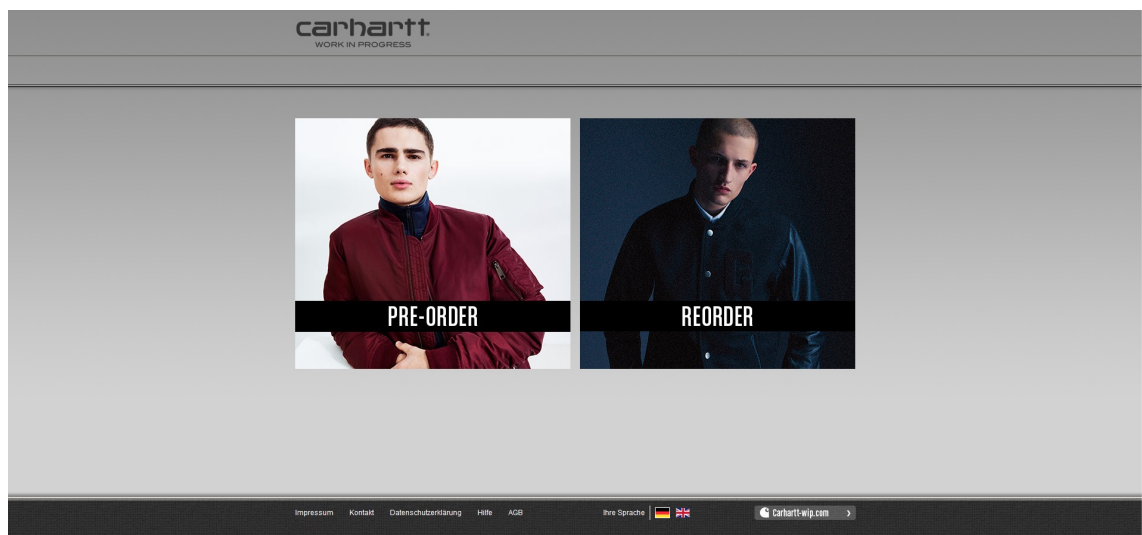 carhartt.
WORK IN PROGRESS
PRE-ORDER
REORDER
Impressum Kontakt Datenschutzerklärung Hilfe AGB Ihre Sprache Carhartt-wip.com